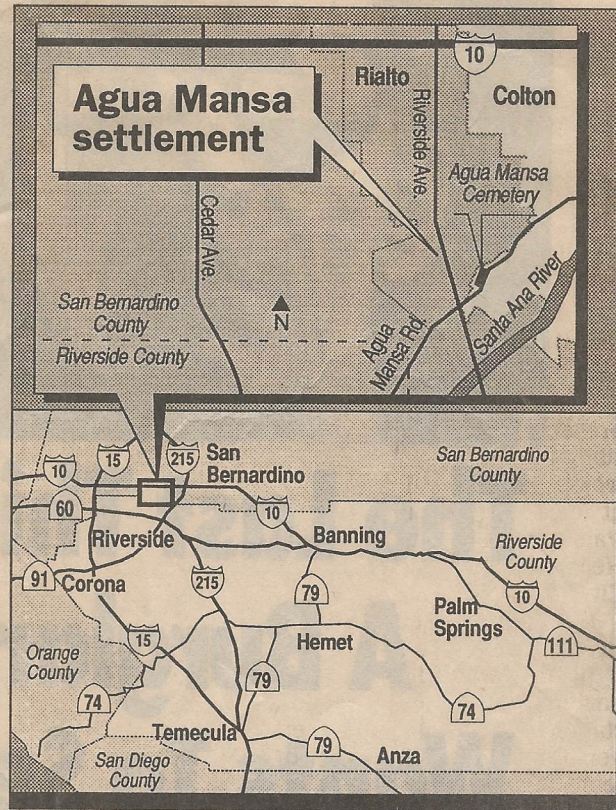 10
Agua Mansa
settlement
Rialto
Colton
Riverside Ave.
Agua Mansa
Cemetery
Cedar Ave.
San Bernardino
County
N
Riverside County
Agua
Mansa Rd.
Santa Ana River
10
15
215
San
Bernardino
San Bernardino
County
60
10
Riverside
Banning
Riverside
County
91
Corona
215
79
10
Palm
Springs
15
Hemet
111
Orange
County
79
74
74
Temecula
79
Anza
San Diego
County